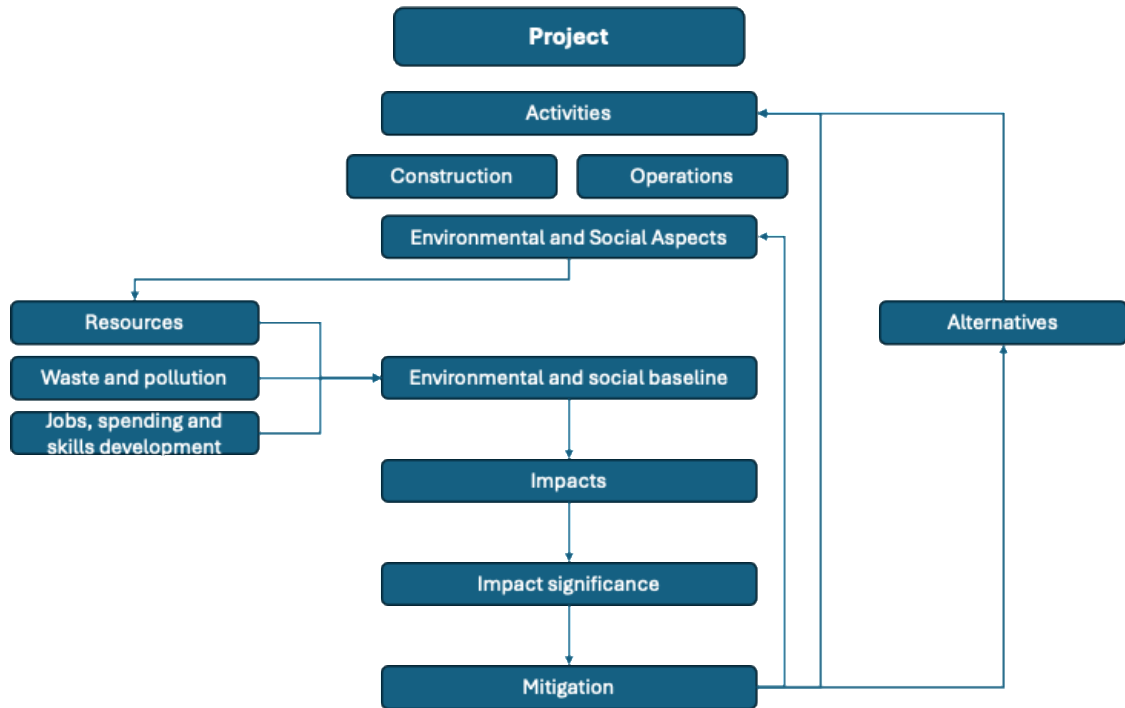 Project
Activities
Construction
Operations
Environmental and Social Aspects
Resources
Alternatives
Waste and pollution
Environmental and social baseline
Jobs, spending and
skills development
Impacts
Impact significance
Mitigation